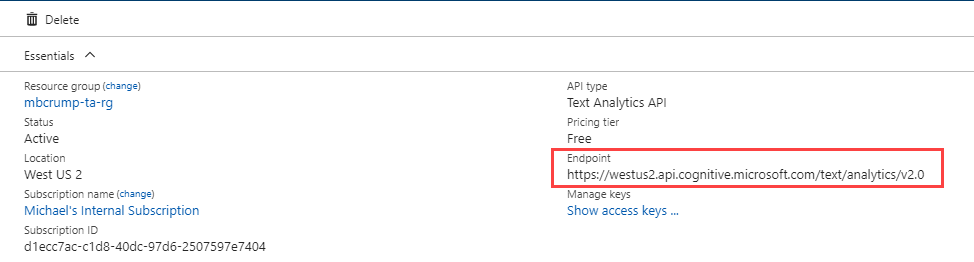 Delete
Essentials
Resource group (change)
mbcrump-ta-rg
Status
Active
Location
West US 2
Subscription name (change)
Michael's Internal Subscription
Subscription ID
d1ecc7ac-c1d8-40dc-97d6-2507597e7404
API type
Text Analytics API
Pricing tier
Free
Endpoint
https://westus2.api.cognitive.microsoft.com/text/analytics/v2.0
Manage keys
Show access keys ...